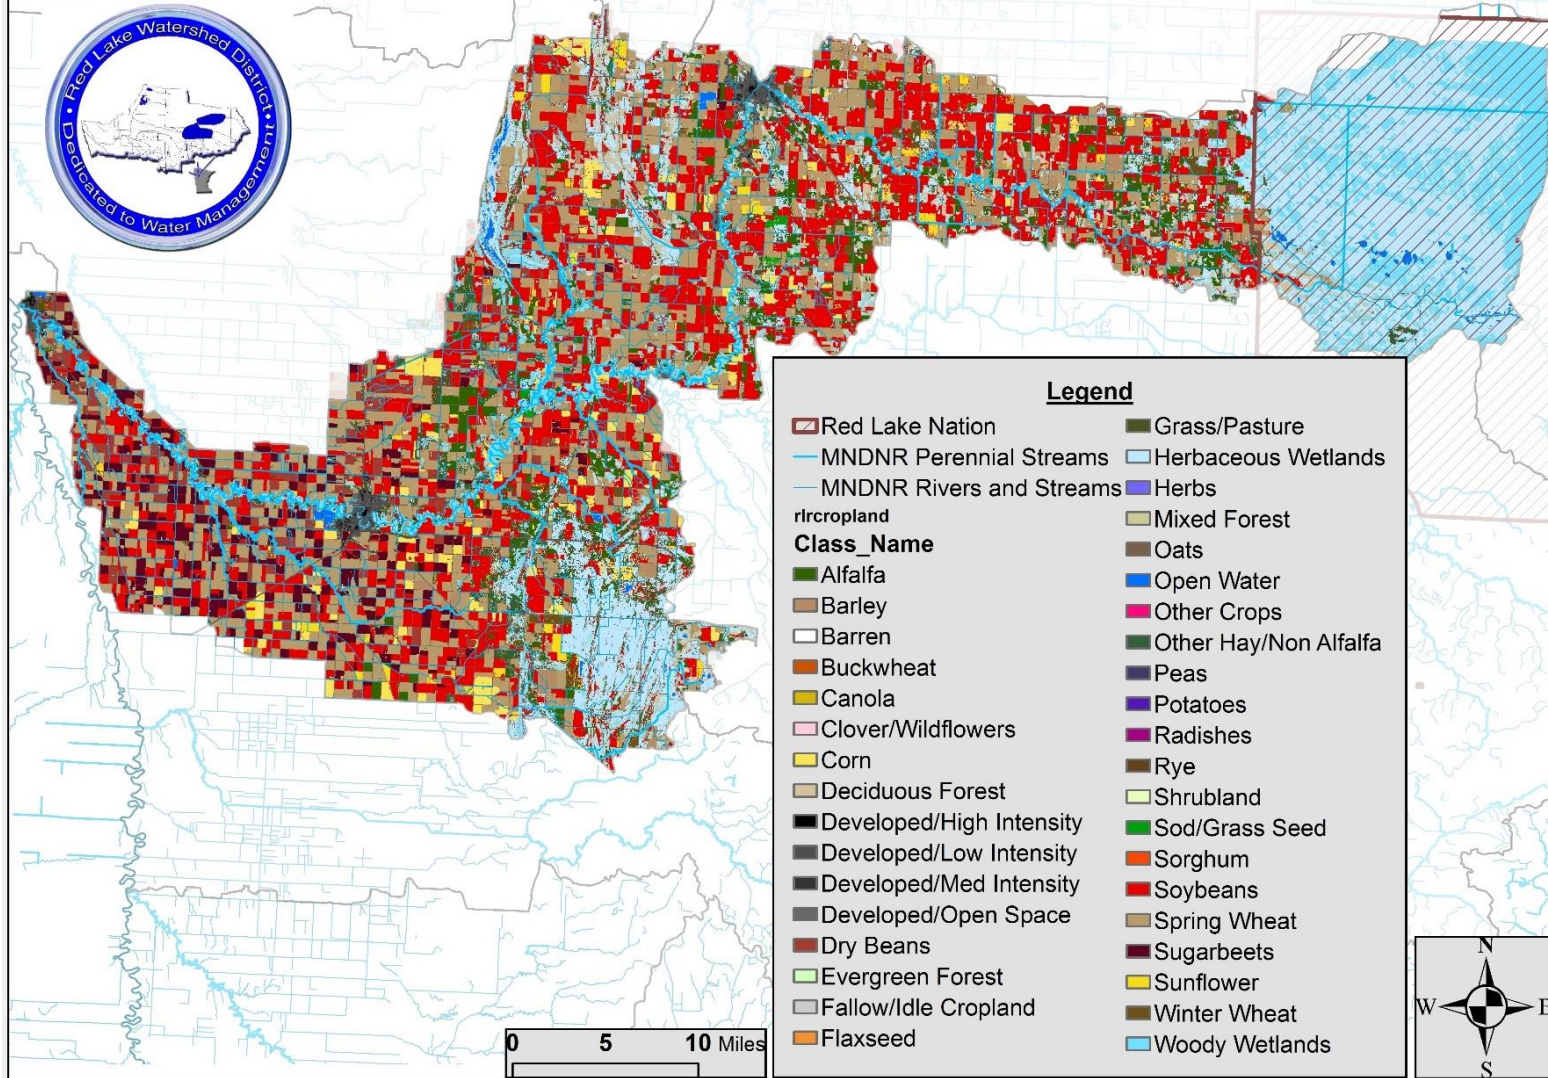 • Red Lake Watershed District •
Dedicated to Water Management
Legend
Red Lake Nation
MNDNR Perennial Streams
MNDNR Rivers and Streams
rlrcropland
Class_Name
Alfalfa
Barley
Barren
Buckwheat
Canola
Clover/Wildflowers
Corn
Deciduous Forest
Developed/High Intensity
Developed/Low Intensity
Developed/Med Intensity
Developed/Open Space
Dry Beans
Evergreen Forest
Fallow/Idle Cropland
Flaxseed
Grass/Pasture
Herbaceous Wetlands
Herbs
Mixed Forest
Oats
Open Water
Other Crops
Other Hay/Non Alfalfa
Peas
Potatoes
Radishes
Rye
Shrubland
Sod/Grass Seed
Sorghum
Soybeans
Spring Wheat
Sugarbeets
Sunflower
Winter Wheat
Woody Wetlands
0 5 10 Miles
N
W E
S